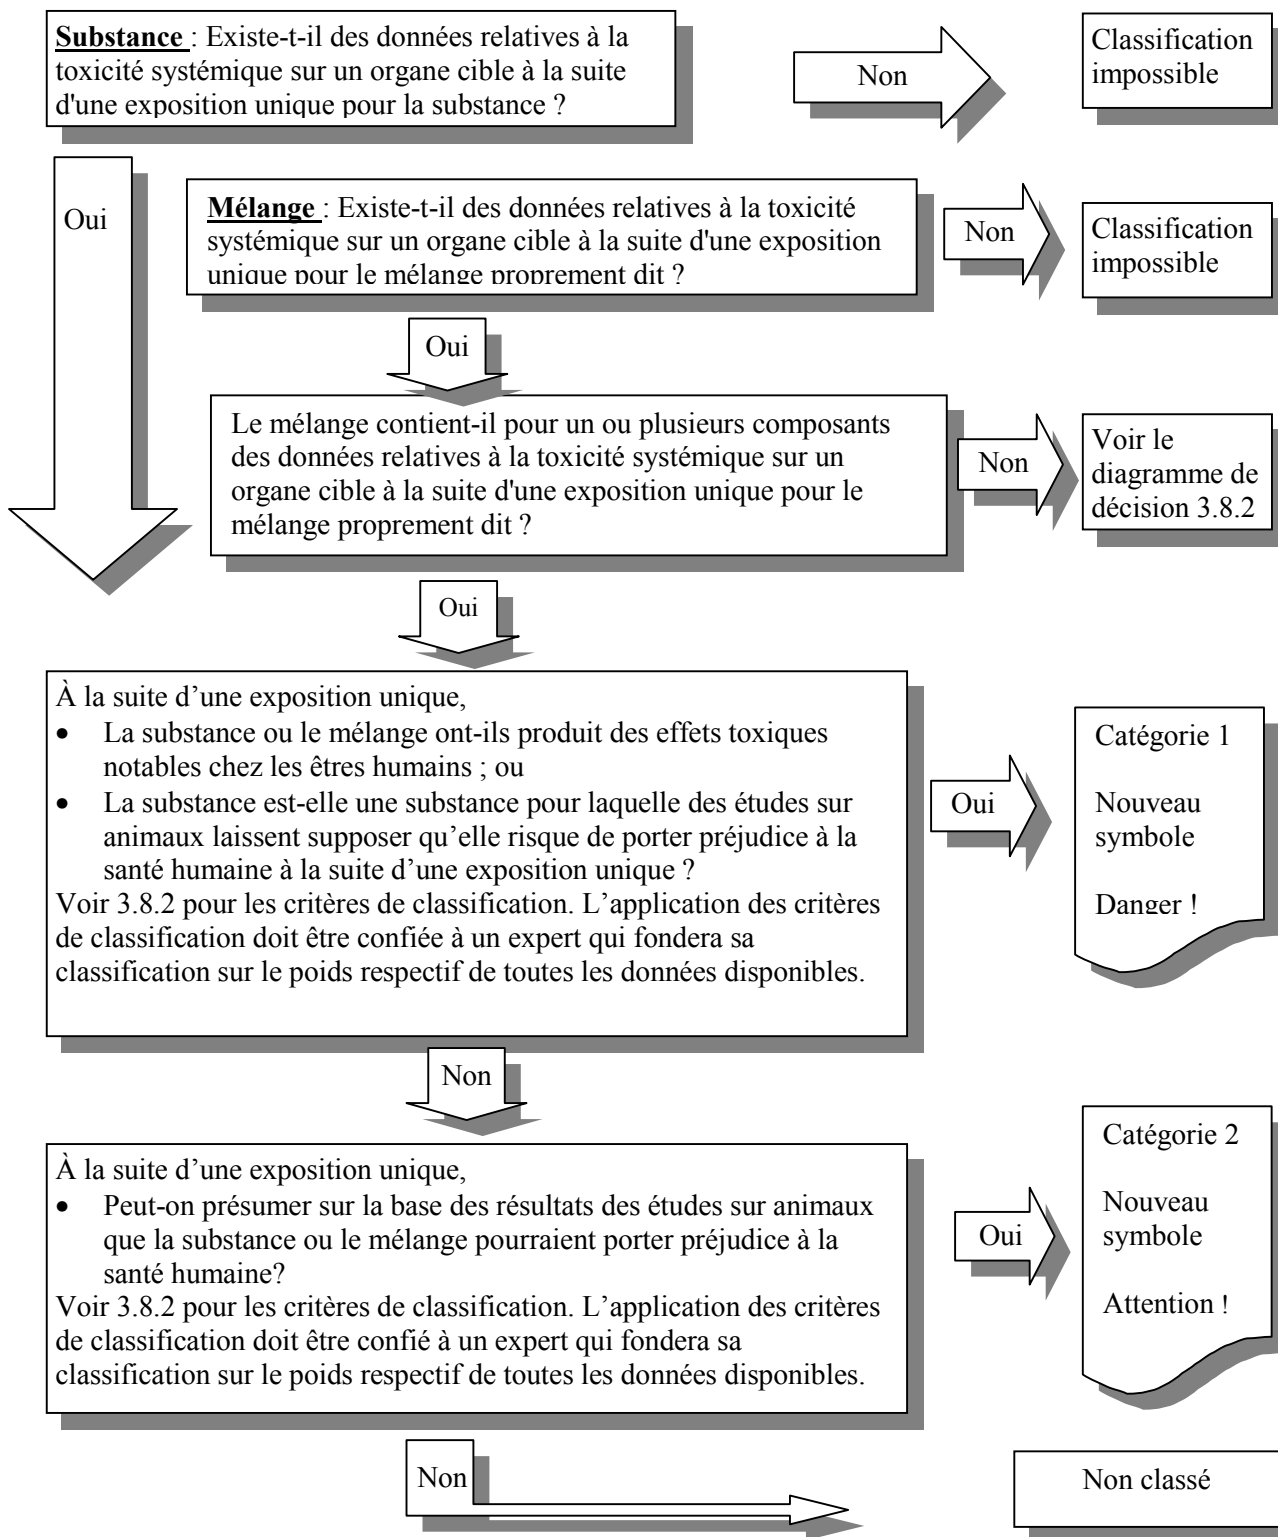 Substance : Existe-t-il des données relatives à la
toxicité systémique sur un organe cible à la suite
d'une exposition unique pour la substance ?
Non
Classification
impossible
Oui
Mélange : Existe-t-il des données relatives à la toxicité
systémique sur un organe cible à la suite d'une exposition
unique pour le mélange proprement dit ?
Non
Classification
impossible
Oui
Le mélange contient-il pour un ou plusieurs composants
des données relatives à la toxicité systémique sur un
organe cible à la suite d'une exposition unique pour le
mélange proprement dit ?
Non
Voir le
diagramme de
décision 3.8.2
Oui
À la suite d’une exposition unique,
• La substance ou le mélange ont-ils produit des effets toxiques
notables chez les êtres humains ; ou
• La substance est-elle une substance pour laquelle des études sur
animaux laissent supposer qu’elle risque de porter préjudice à la
santé humaine à la suite d’une exposition unique ?
Voir 3.8.2 pour les critères de classification. L’application des critères
de classification doit être confiée à un expert qui fondera sa
classification sur le poids respectif de toutes les données disponibles.
Oui
Catégorie 1
Nouveau
symbole
Danger !
Non
À la suite d’une exposition unique,
• Peut-on présumer sur la base des résultats des études sur animaux
que la substance ou le mélange pourraient porter préjudice à la
santé humaine?
Voir 3.8.2 pour les critères de classification. L’application des critères
de classification doit être confié à un expert qui fondera sa
classification sur le poids respectif de toutes les données disponibles.
Oui
Catégorie 2
Nouveau
symbole
Attention !
Non
Non classé